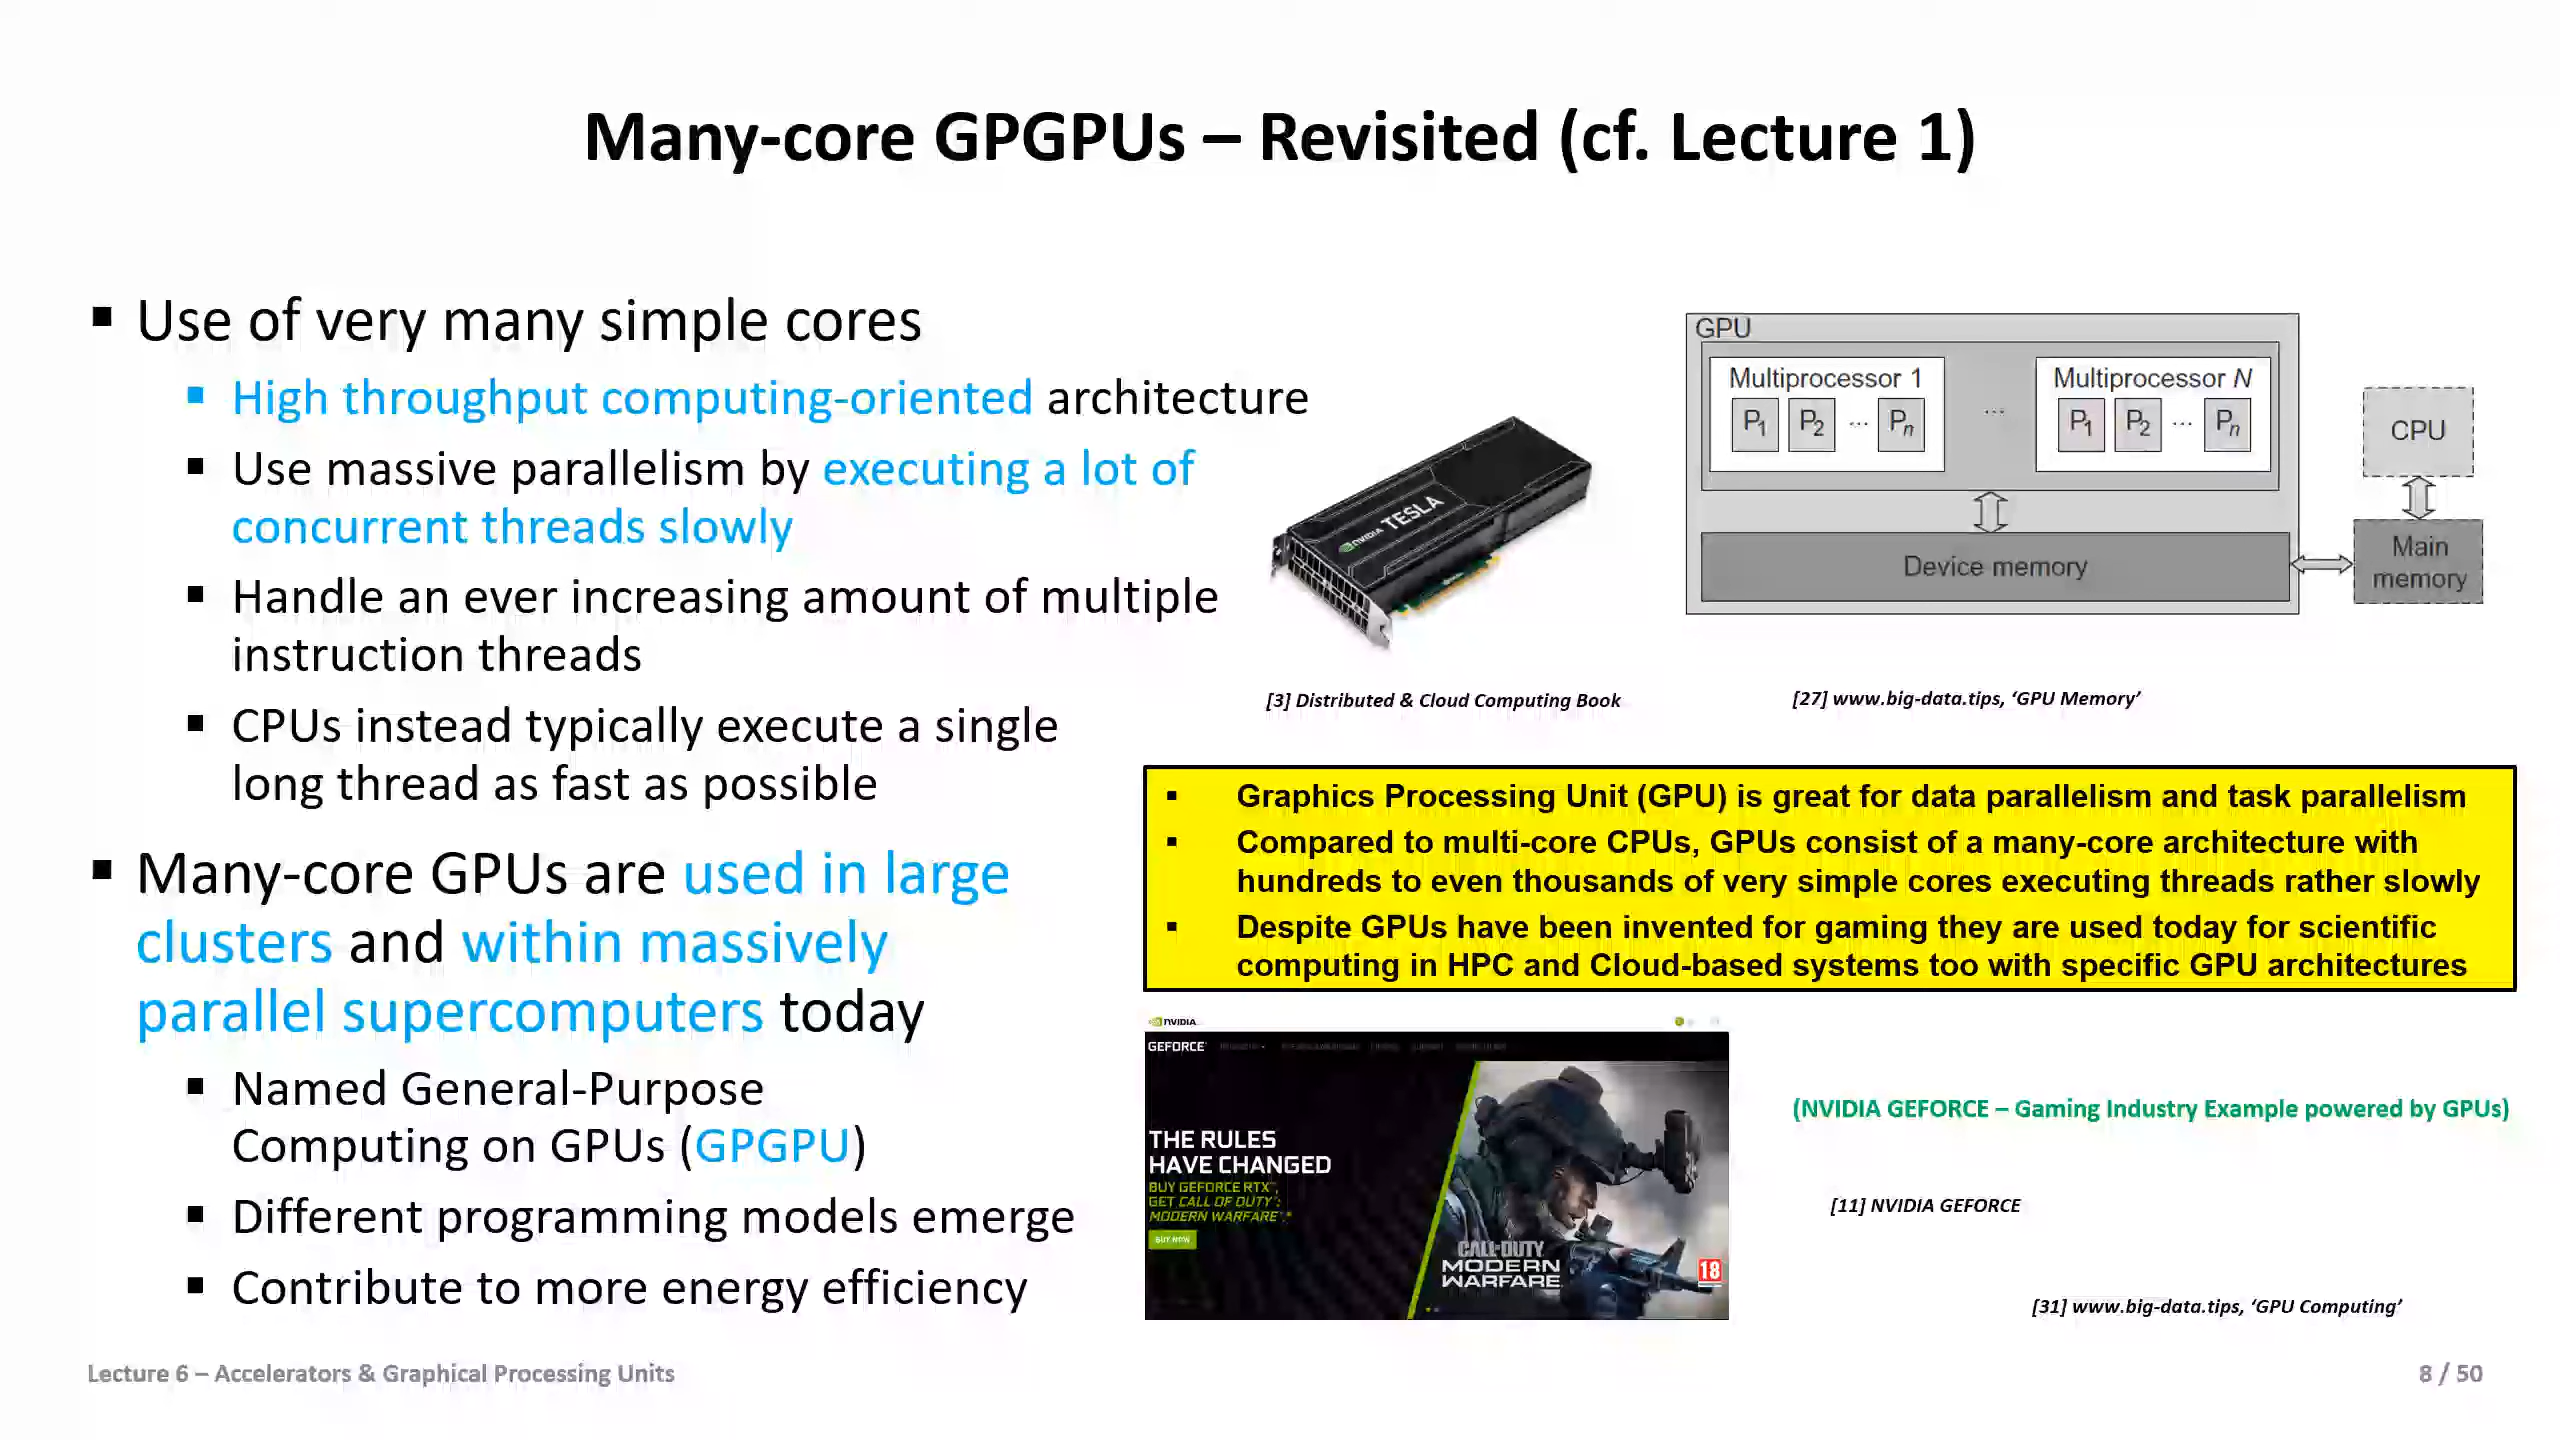 Many-core GPGPUs – Revisited (cf. Lecture 1)
▪ Use of very many simple cores
▪ High throughput computing-oriented architecture
▪ Use massive parallelism by executing a lot of
concurrent threads slowly
▪ Handle an ever increasing amount of multiple
instruction threads
▪ CPUs instead typically execute a single
long thread as fast as possible
▪ Many-core GPUs are used in large
clusters and within massively
parallel supercomputers today
▪ Named General-Purpose
Computing on GPUs (GPGPU)
▪ Different programming models emerge
▪ Contribute to more energy efficiency
NVIDIA TESLA
[3] Distributed & Cloud Computing Book
GPU
Multiprocessor 1
P1 P2 ... Pn
...
Multiprocessor N
P1 P2 ... Pn
Device memory
CPU
Main
memory
[27] www.big-data.tips, ‘GPU Memory’
▪ Graphics Processing Unit (GPU) is great for data parallelism and task parallelism
▪ Compared to multi-core CPUs, GPUs consist of a many-core architecture with
hundreds to even thousands of very simple cores executing threads rather slowly
▪ Despite GPUs have been invented for gaming they are used today for scientific
computing in HPC and Cloud-based systems too with specific GPU architectures
NVIDIA
GEFORCE
THE RULES
HAVE CHANGED
BUY GEFORCE RTX™,
GET CALL OF DUTY®:
MODERN WARFARE®.*
BUY NOW
CALL OF DUTY
MODERN
WARFARE
18
(NVIDIA GEFORCE – Gaming Industry Example powered by GPUs)
[11] NVIDIA GEFORCE
[31] www.big-data.tips, ‘GPU Computing’
Lecture 6 – Accelerators & Graphical Processing Units
8 / 50